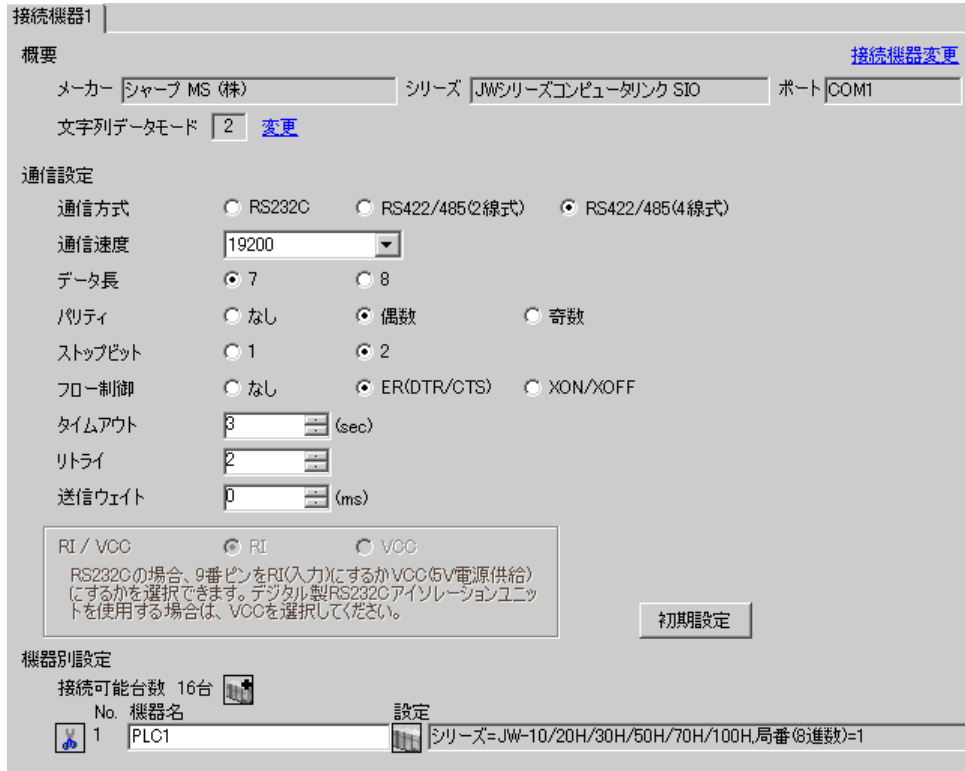 接続機器1
概要 接続機器変更
メーカー シャープ MS (株) シリーズ JWシリーズコンピュータリンク SIO ポート COM1
文字列データモード 2 変更
通信設定
通信方式 RS232C RS422/485(2線式) RS422/485(4線式)
通信速度 19200
データ長 7 8
パリティ なし 偶数 奇数
ストップビット 1 2
フロー制御 なし ER(DTR/CTS) XON/XOFF
タイムアウト 3 (sec)
リトライ 2
送信ウェイト 0 (ms)
RI / VCC RI VCC
RS232Cの場合、9番ピンをRI(入力)にするかVCC(5V電源供給)
にするかを選択できます。デジタル製RS232Cアイソレーションユニッ
トを使用する場合は、VCCを選択してください。
初期設定
機器別設定
接続可能台数 16台
No. 機器名 設定
1 PLC1 シリーズ=JW-10/20H/30H/50H/70H/100H,局番(8進数)=1